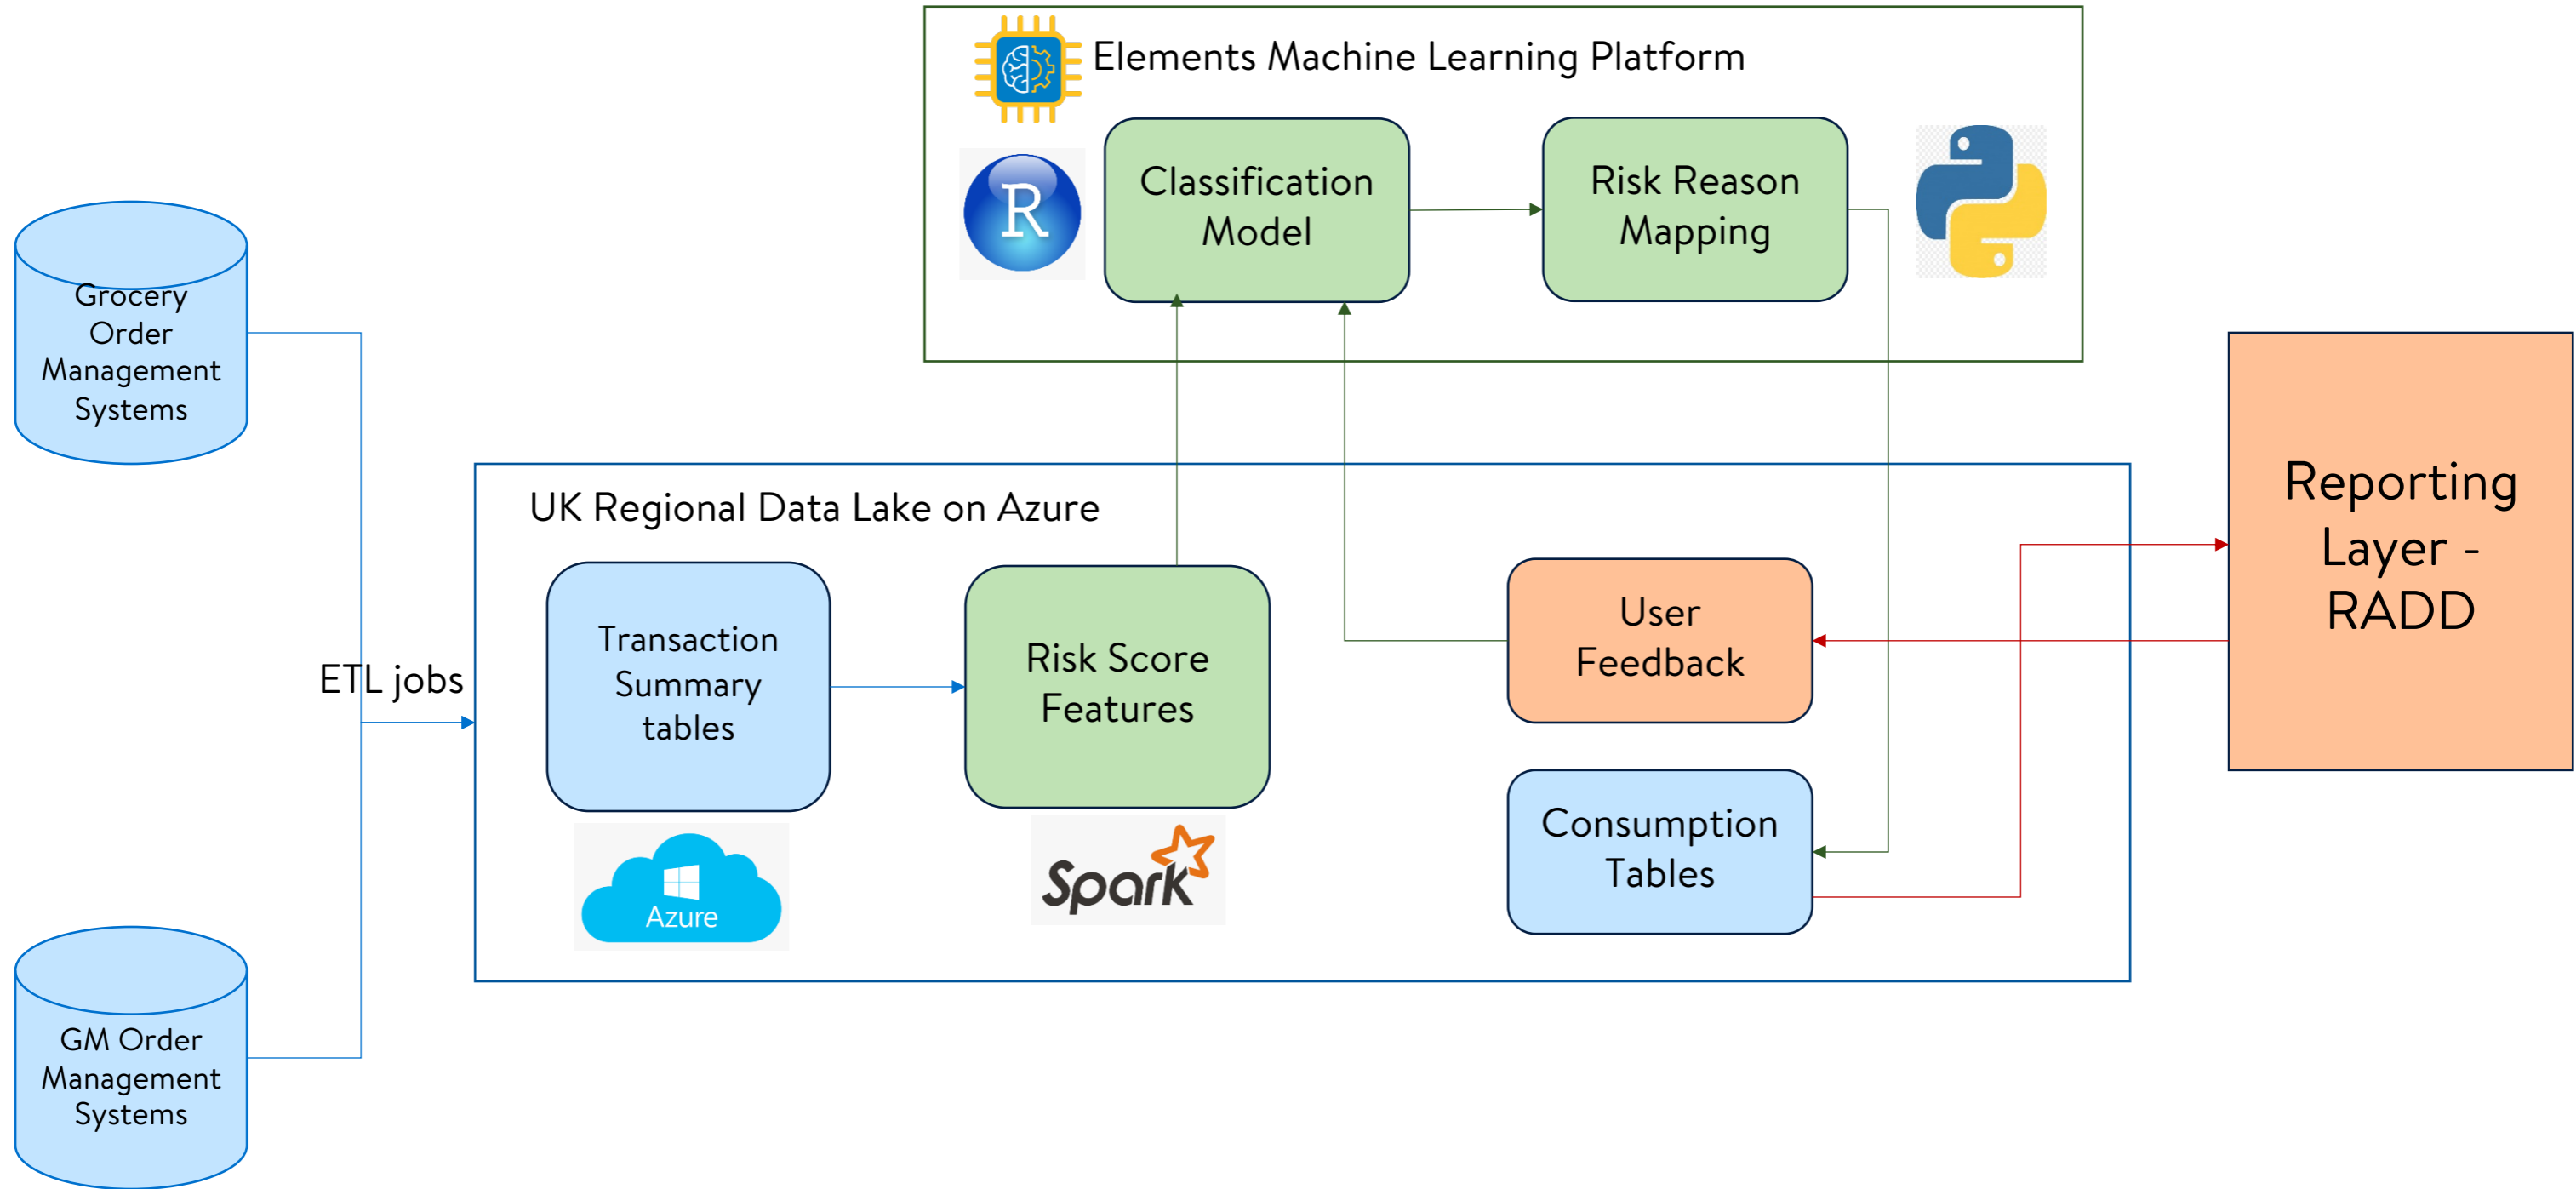 Elements Machine Learning Platform
R
Classification
Model
Risk Reason
Mapping
Grocery
Order
Management
Systems
ETL jobs
GM Order
Management
Systems
UK Regional Data Lake on Azure
Transaction
Summary
tables
Azure
Risk Score
Features
Spark
User
Feedback
Consumption
Tables
Reporting
Layer -
RADD